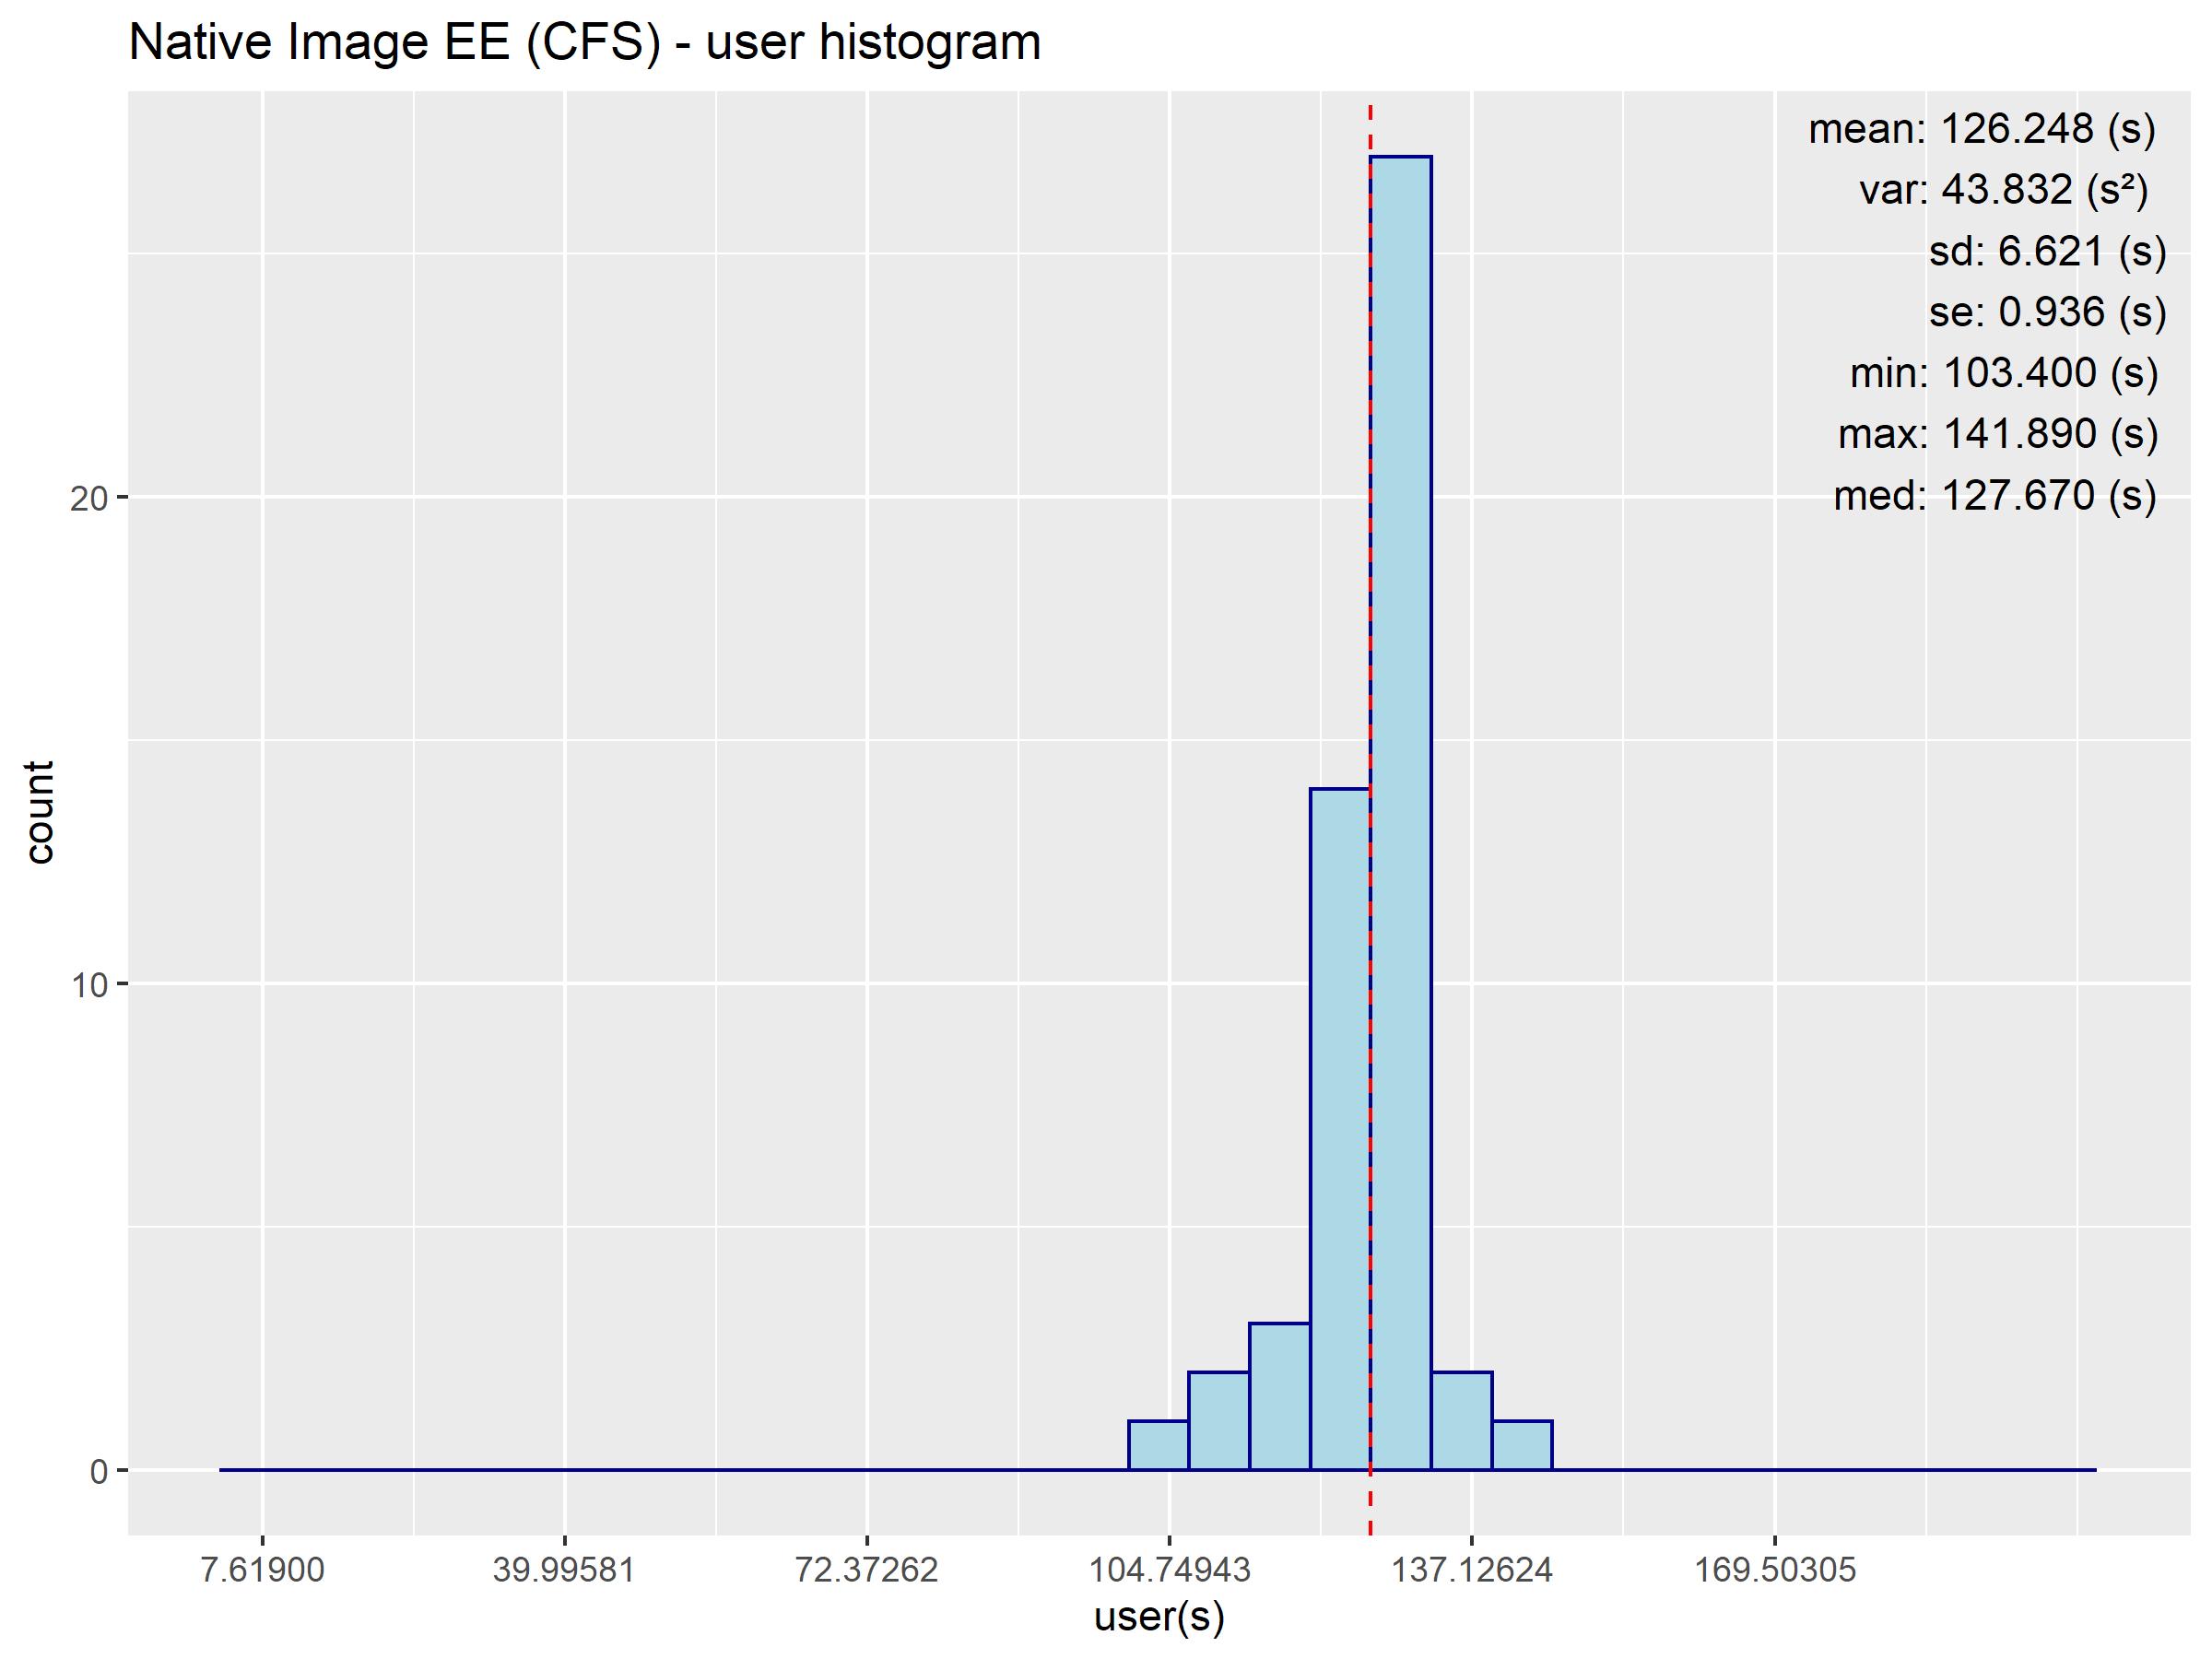 Native Image EE (CFS) - user histogram
mean: 126.248 (s)
var: 43.832 (s²)
sd: 6.621 (s)
se: 0.936 (s)
min: 103.400 (s)
max: 141.890 (s)
med: 127.670 (s)
20
10
0
count
7.61900 39.99581 72.37262 104.74943 137.12624 169.50305
user(s)